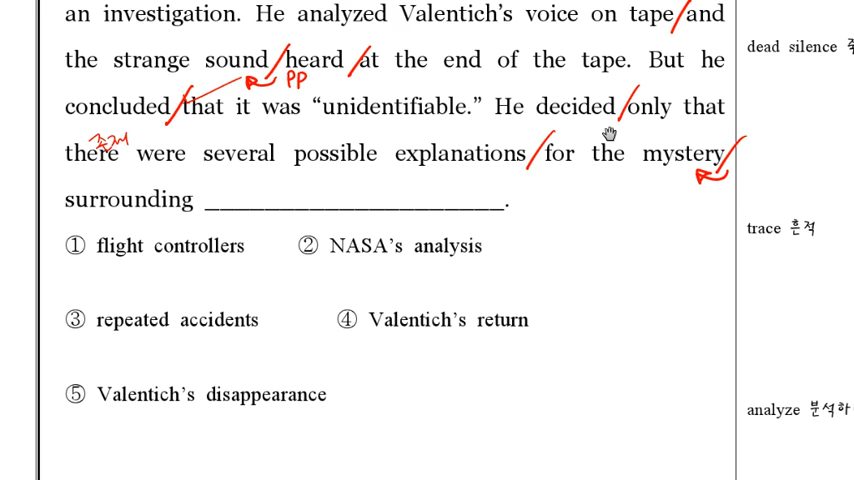 an investigation. He analyzed Valentich's voice on tape and
the strange sound heard at the end of the tape. But he
PP
concluded that it was “unidentifiable.” He decided only that
존재
there were several possible explanations for the mystery
surrounding ______________________.
① flight controllers ② NASA's analysis
③ repeated accidents ④ Valentich's return
⑤ Valentich's disappearance
dead silence
trace 흔적
analyze 분석하